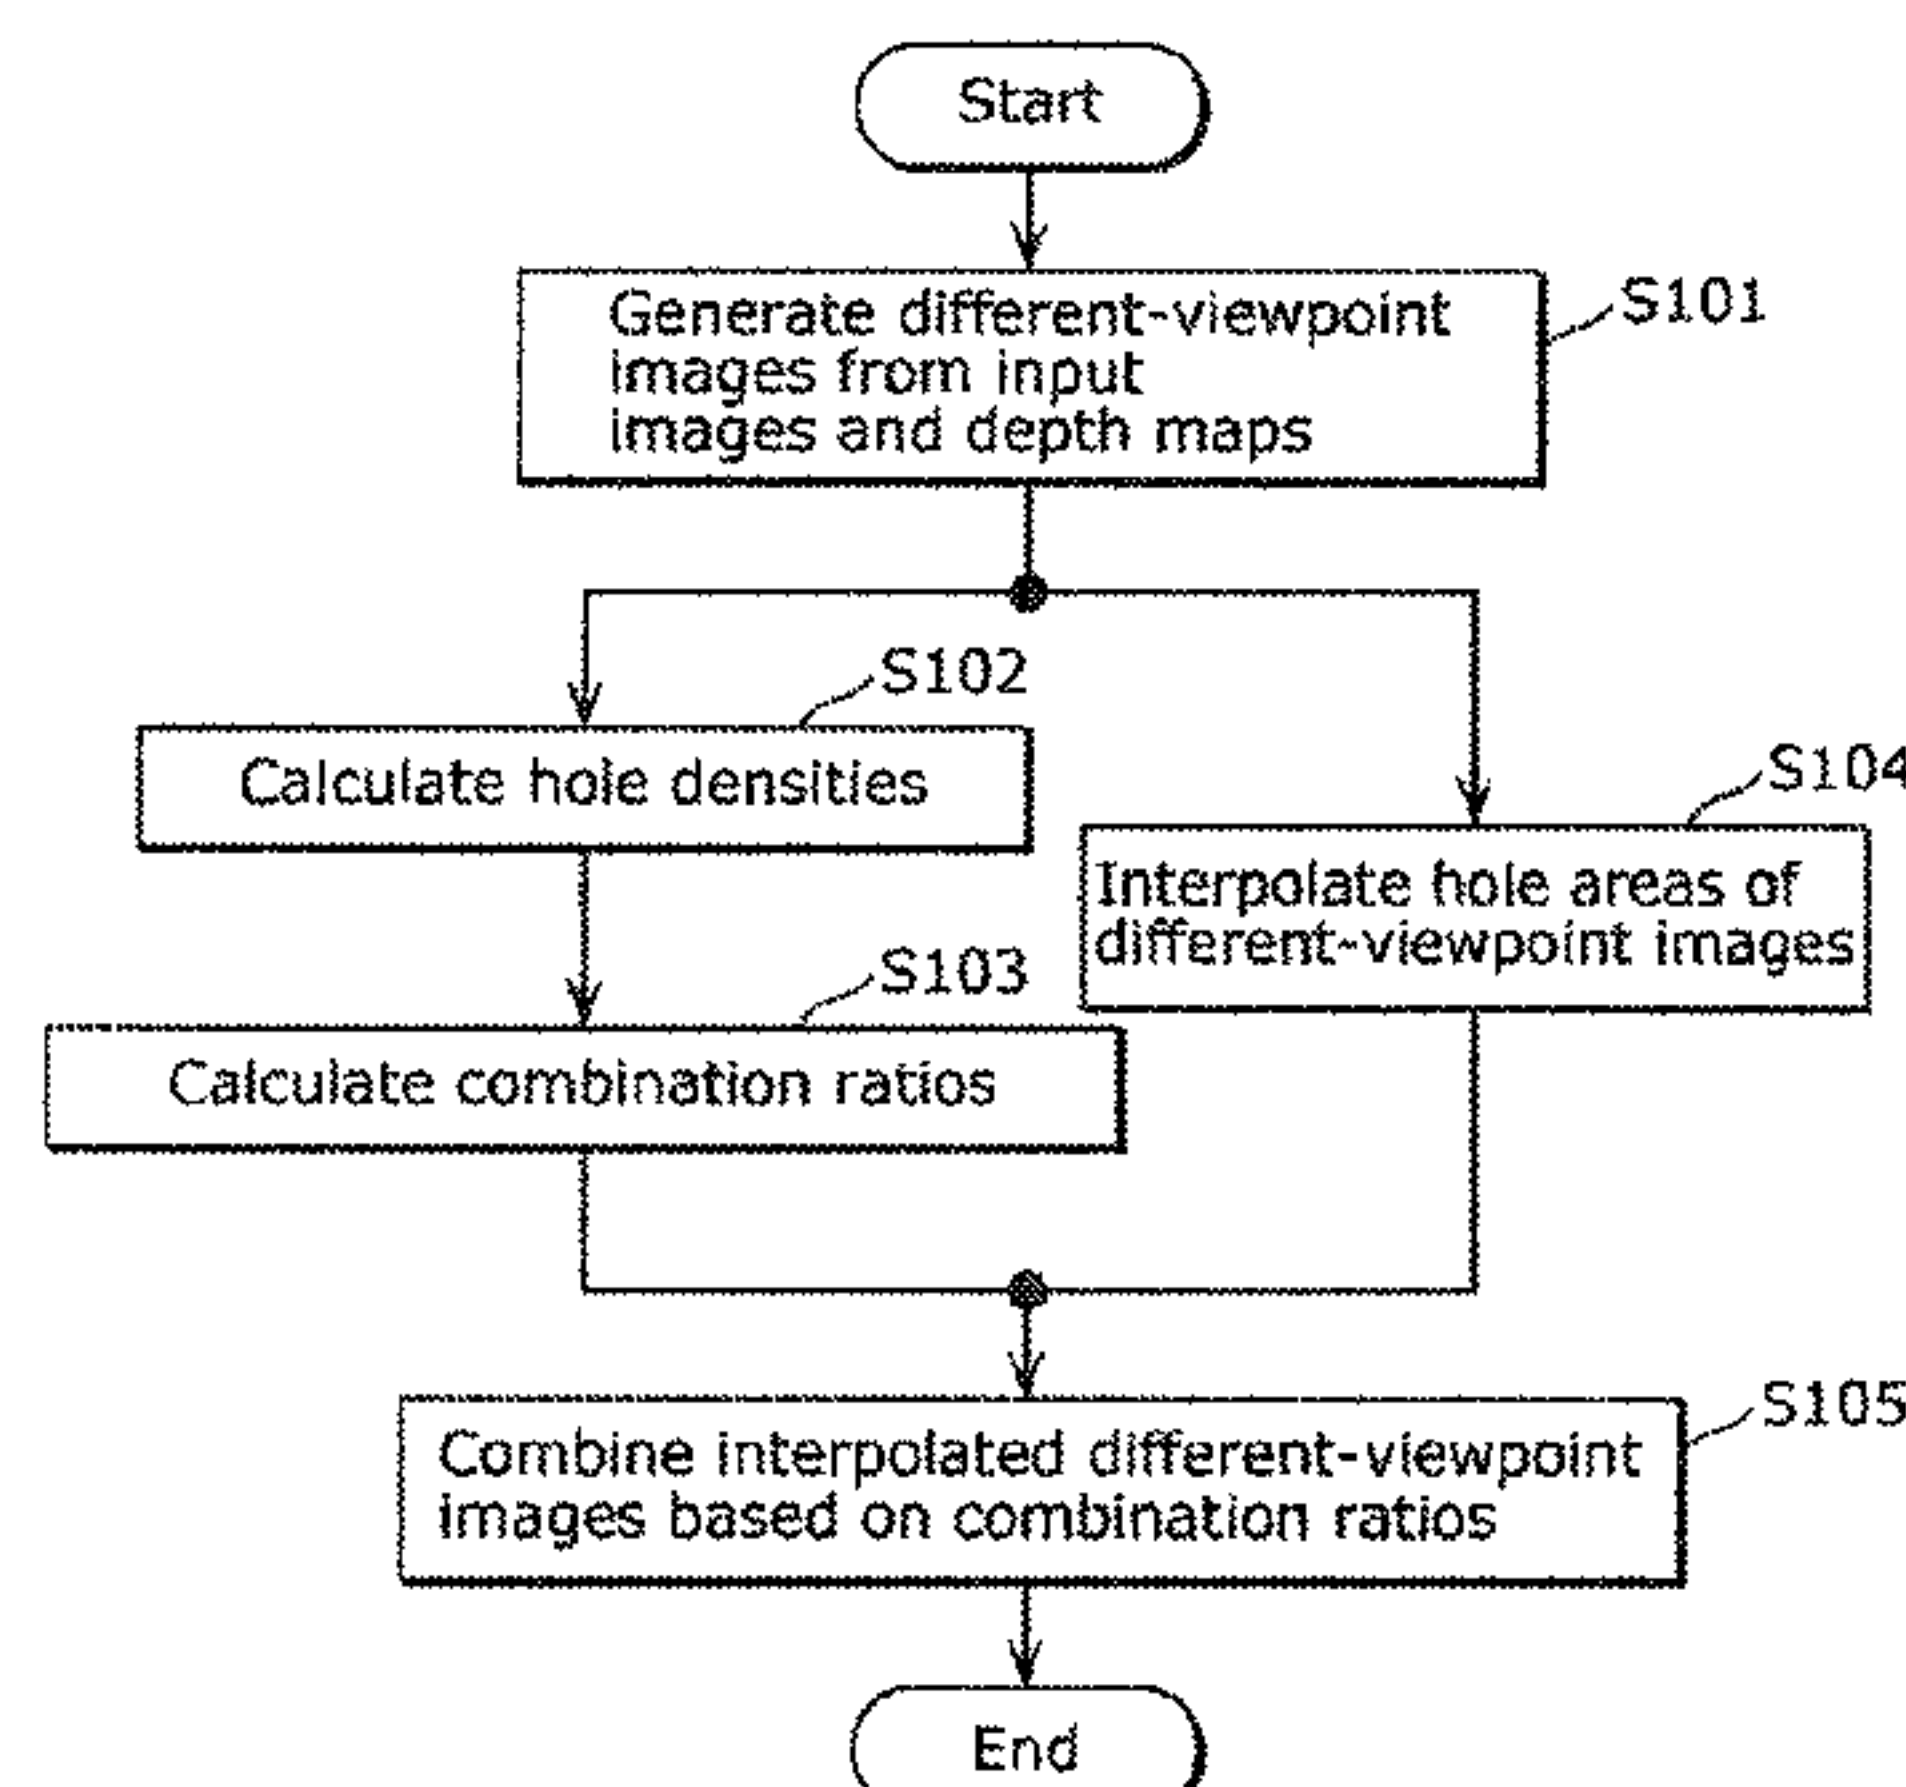 Start
Generate different-viewpoint
images from input
images and depth maps
S101
S102
Calculate hole densities
S104
Interpolate hole areas of
different-viewpoint images
S103
Calculate combination ratios
S105
Combine interpolated different-viewpoint
images based on combination ratios
End